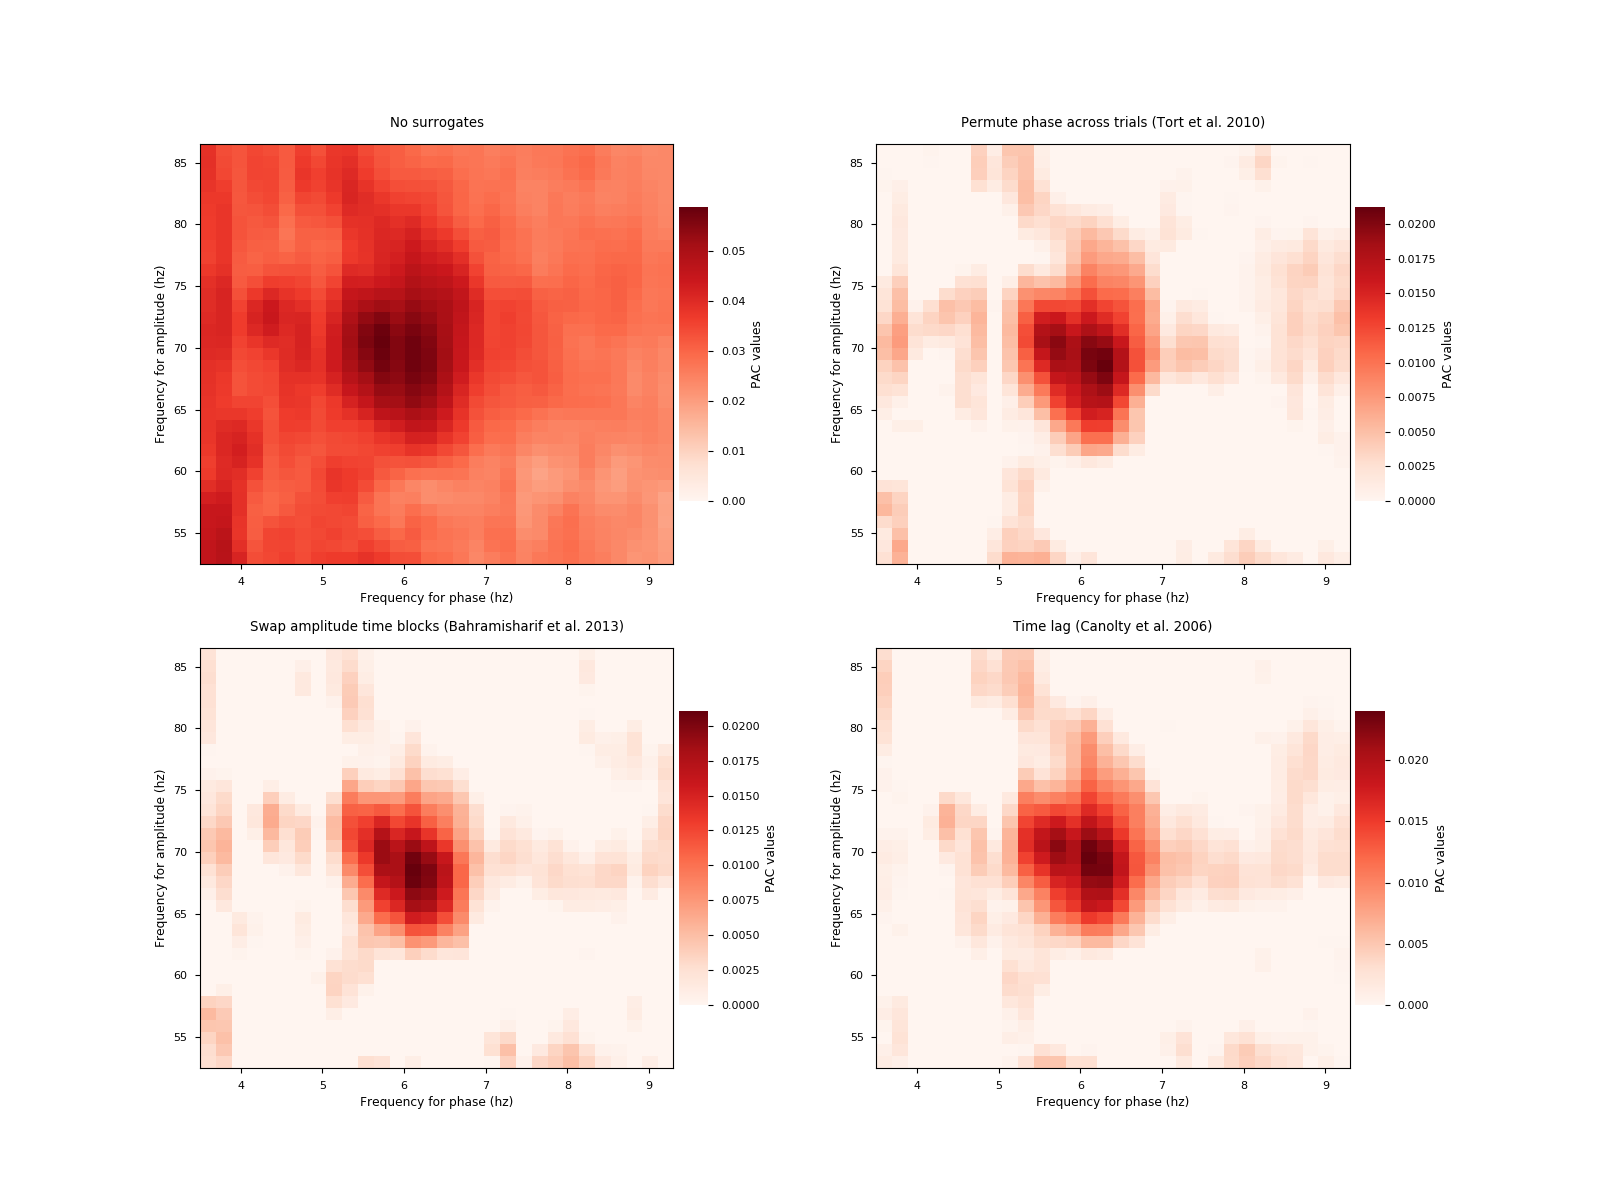 No surrogates
85
80
75
70
65
60
55
Frequency for amplitude (hz)
4 5 6 7 8 9
Frequency for phase (hz)
0.05
0.04
0.03
0.02
0.01
0.00
PAC values
Permute phase across trials (Tort et al. 2010)
85
80
75
70
65
60
55
Frequency for amplitude (hz)
4 5 6 7 8 9
Frequency for phase (hz)
0.0200
0.0175
0.0150
0.0125
0.0100
0.0075
0.0050
0.0025
0.0000
PAC values
Swap amplitude time blocks (Bahramisharif et al. 2013)
85
80
75
70
65
60
55
Frequency for amplitude (hz)
4 5 6 7 8 9
Frequency for phase (hz)
0.0200
0.0175
0.0150
0.0125
0.0100
0.0075
0.0050
0.0025
0.0000
PAC values
Time lag (Canolty et al. 2006)
85
80
75
70
65
60
55
Frequency for amplitude (hz)
4 5 6 7 8 9
Frequency for phase (hz)
0.020
0.015
0.010
0.005
0.000
PAC values